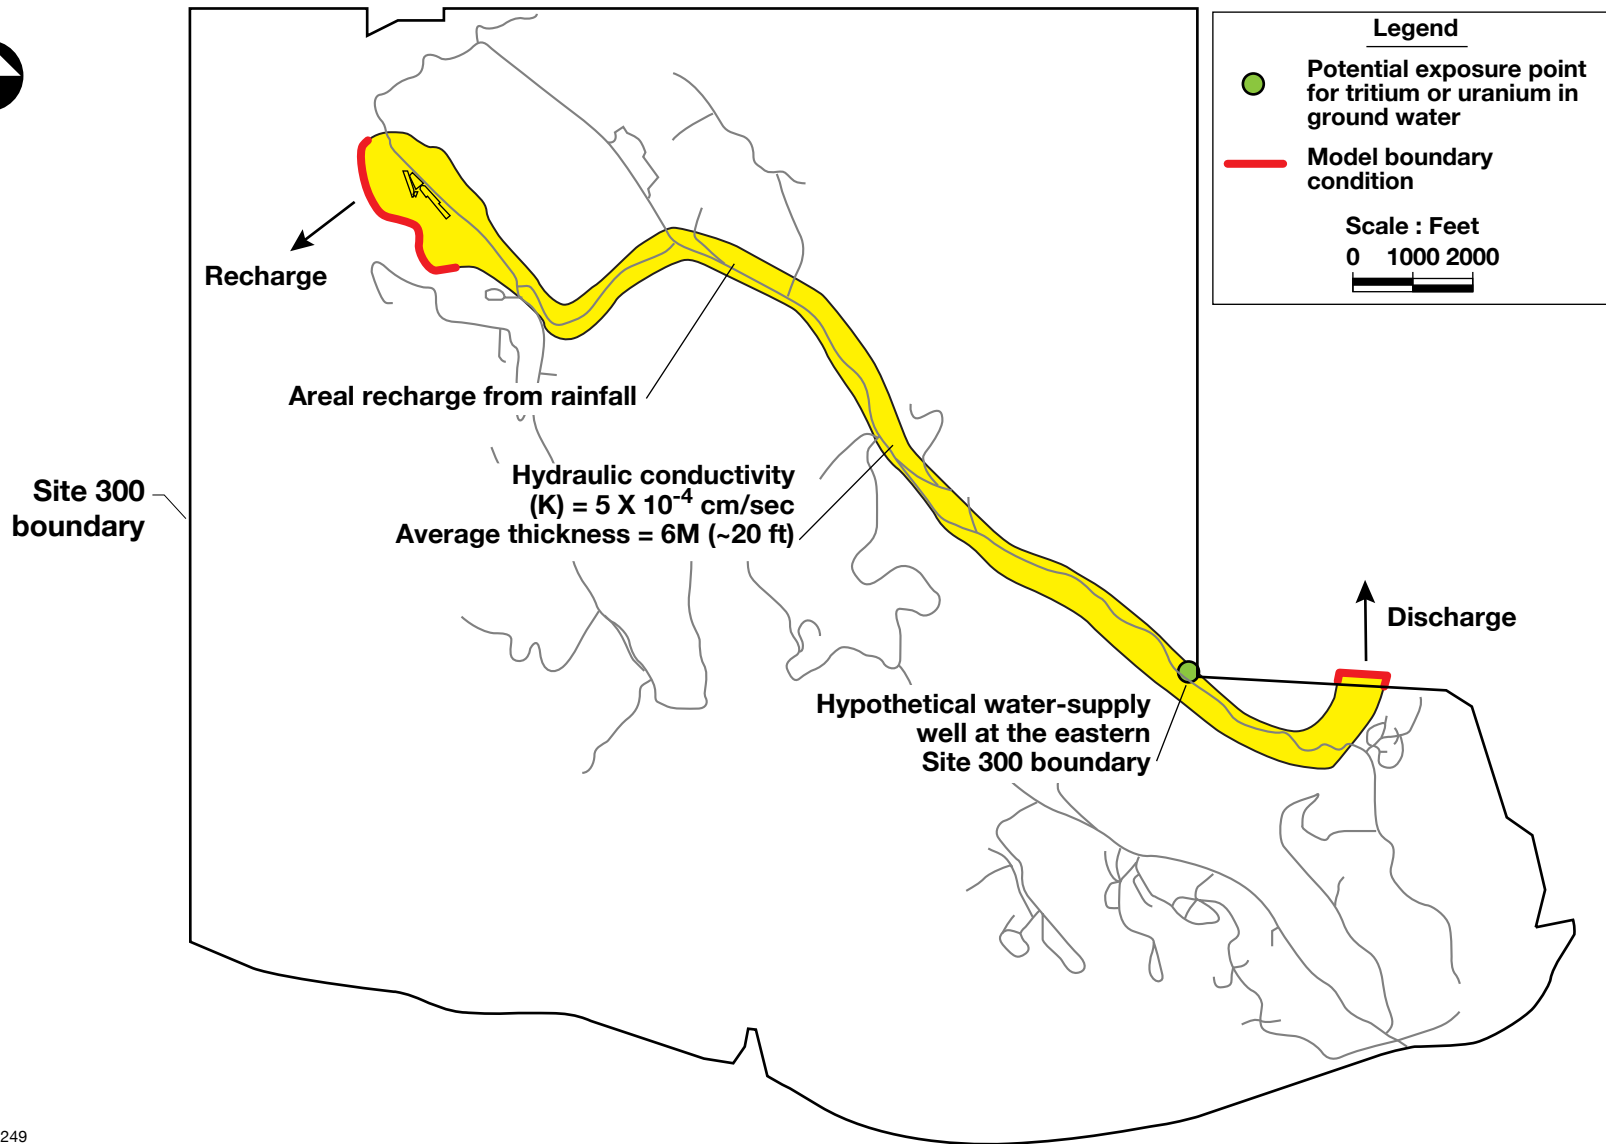 Legend
Potential exposure point
for tritium or uranium in
ground water
Model boundary
condition
Scale : Feet
0 1000 2000
Recharge
Areal recharge from rainfall
Hydraulic conductivity
(K) = 5 X 10⁻⁴ cm/sec
Average thickness = 6M (~20 ft)
Site 300
boundary
Discharge
Hypothetical water-supply
well at the eastern
Site 300 boundary
249